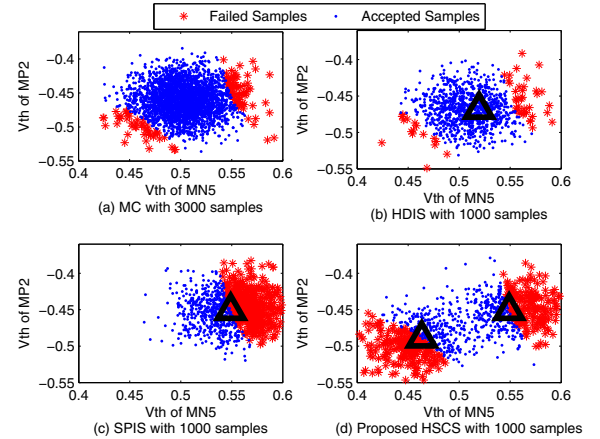 Failed Samples Accepted Samples
Vth of MP2
−0.4
−0.45
−0.5
−0.55
0.4 0.45 0.5 0.55 0.6
Vth of MN5
(a) MC with 3000 samples
Vth of MP2
−0.4
−0.45
−0.5
−0.55
0.4 0.45 0.5 0.55 0.6
Vth of MN5
(b) HDIS with 1000 samples
Vth of MP2
−0.4
−0.45
−0.5
−0.55
0.4 0.45 0.5 0.55 0.6
Vth of MN5
(c) SPIS with 1000 samples
Vth of MP2
−0.4
−0.45
−0.5
−0.55
0.4 0.45 0.5 0.55 0.6
Vth of MN5
(d) Proposed HSCS with 1000 samples